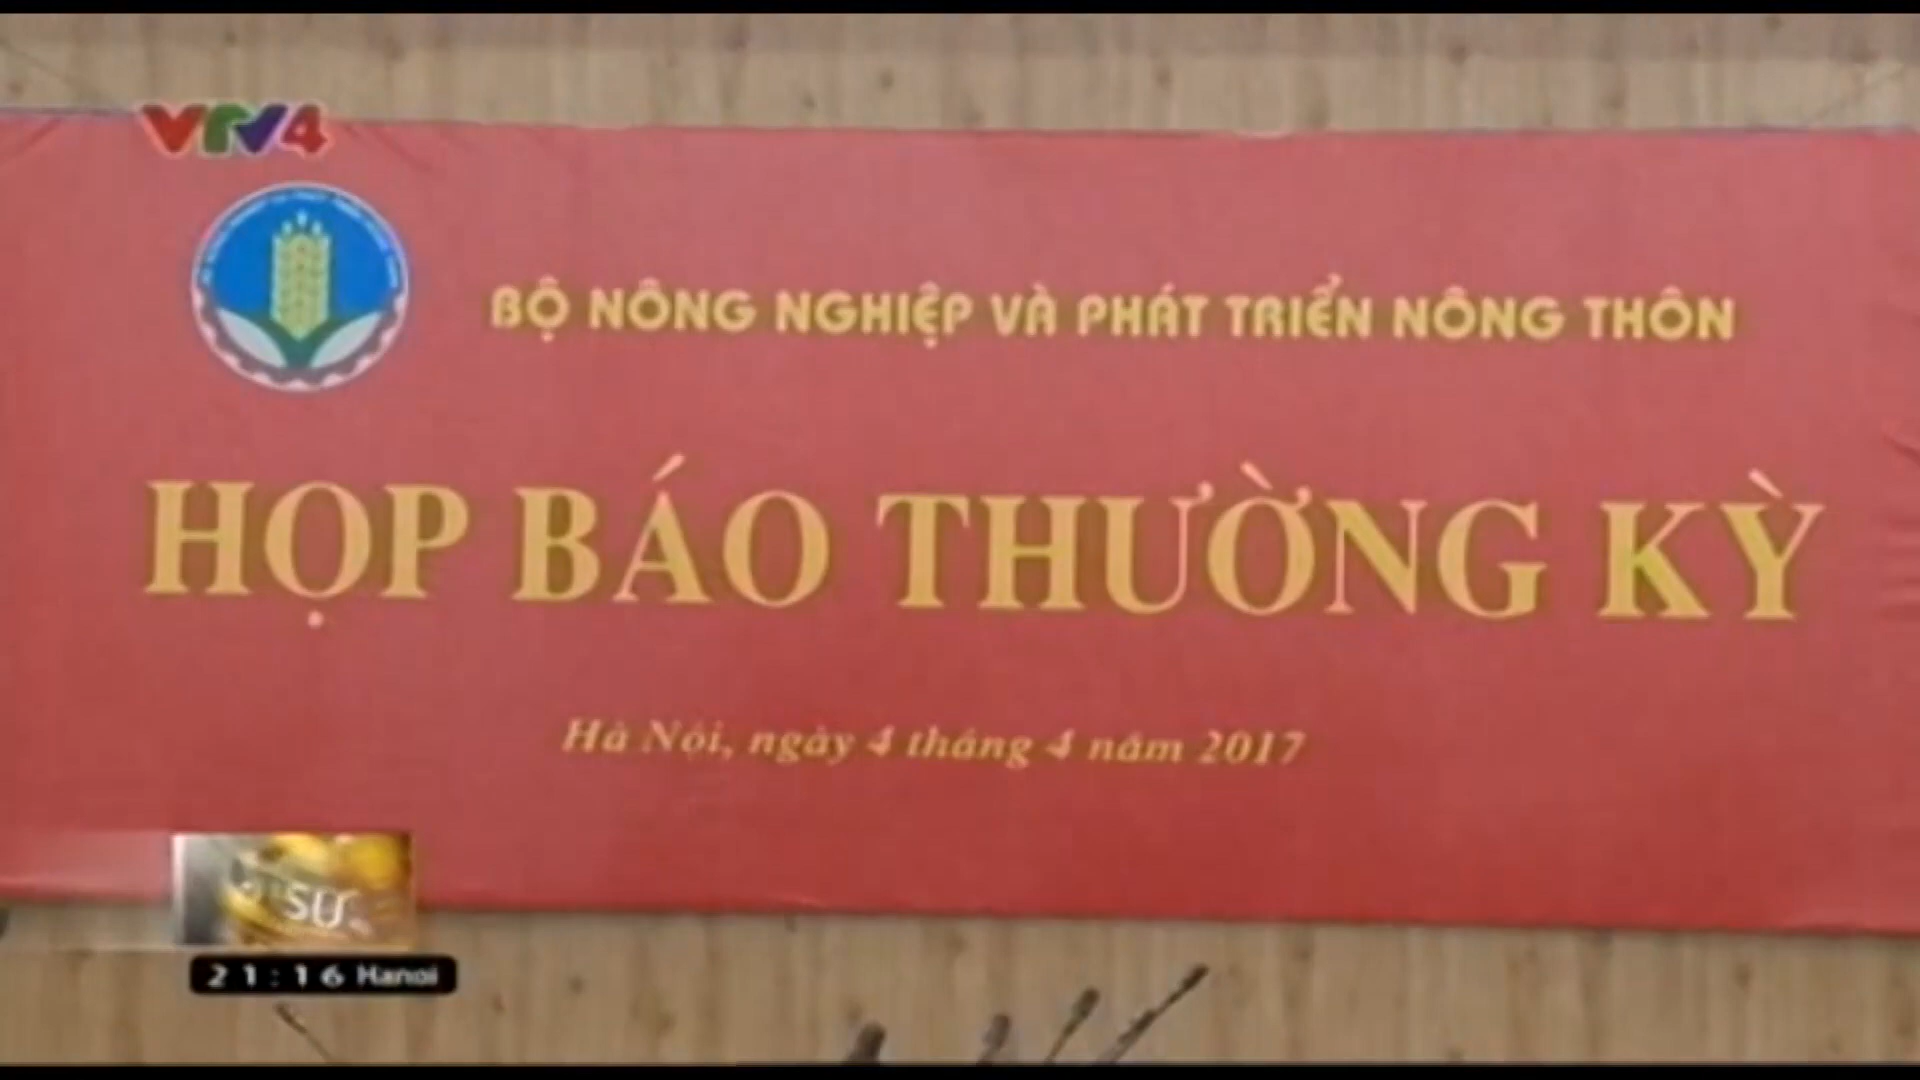 VTV4
BỘ NÔNG NGHIỆP VÀ PHÁT TRIỂN NÔNG THÔN
HỌP BÁO THƯỜNG KỲ
Hà Nội, ngày 4 tháng 4 năm 2017
SỰ
21:16 Hanoi